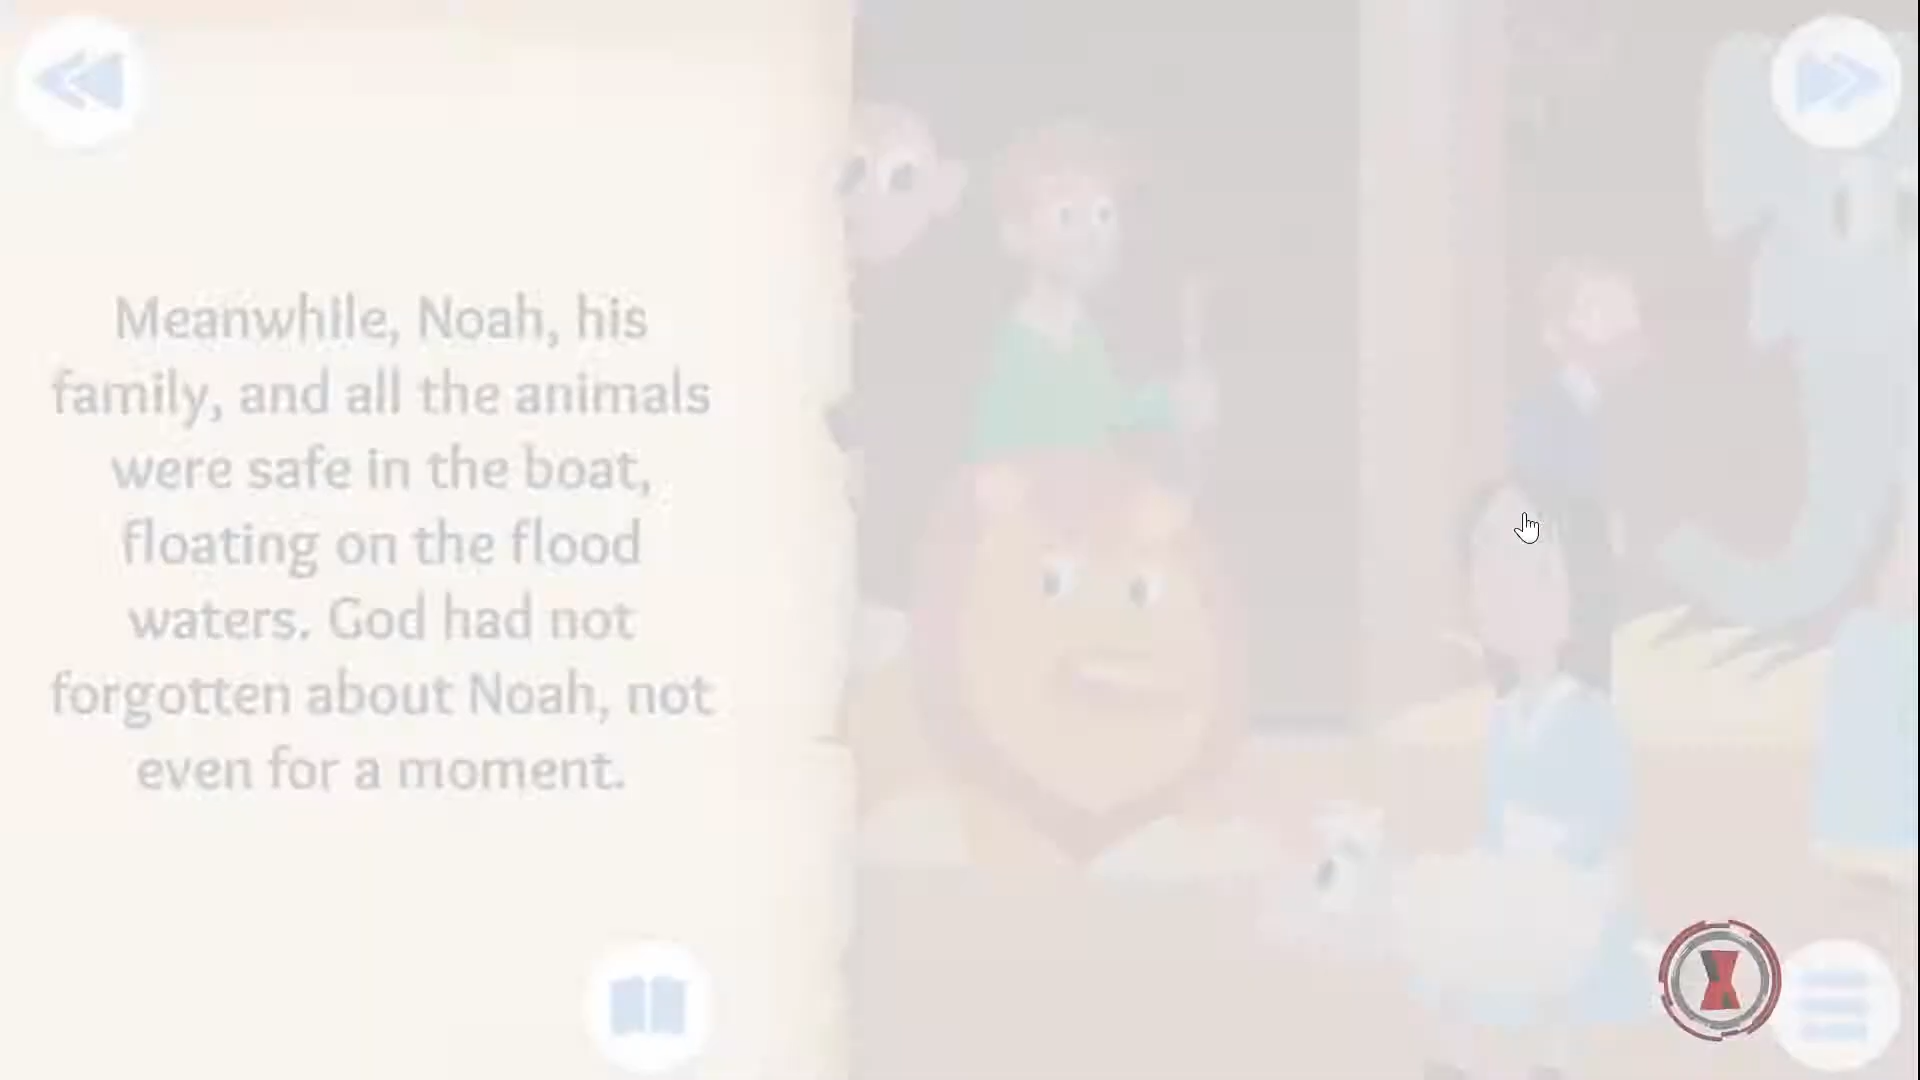 Meanwhile, Noah, his
family, and all the animals
were safe in the boat,
floating on the flood
waters. God had not
forgotten about Noah, not
even for a moment.